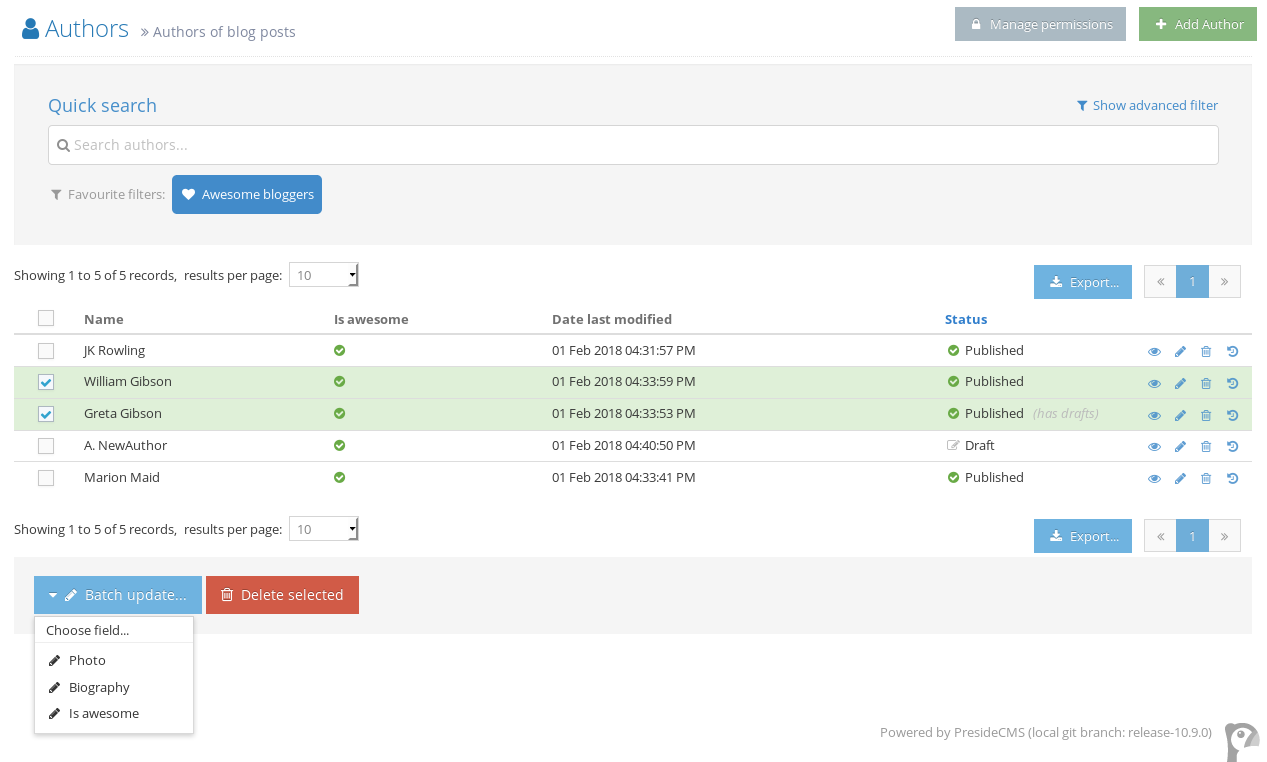 Authors » Authors of blog posts
Manage permissions
Add Author
Quick search
Show advanced filter
Search authors...
Favourite filters: Awesome bloggers
Showing 1 to 5 of 5 records, results per page: 10
Export... « 1 »
Name Is awesome Date last modified Status
JK Rowling 01 Feb 2018 04:31:57 PM Published
William Gibson 01 Feb 2018 04:33:59 PM Published
Greta Gibson 01 Feb 2018 04:33:53 PM Published (has drafts)
A. NewAuthor 01 Feb 2018 04:40:50 PM Draft
Marion Maid 01 Feb 2018 04:33:41 PM Published
Showing 1 to 5 of 5 records, results per page: 10
Export... « 1 »
Batch update... Delete selected
Choose field...
Photo
Biography
Is awesome
Powered by PresideCMS (local git branch: release-10.9.0)